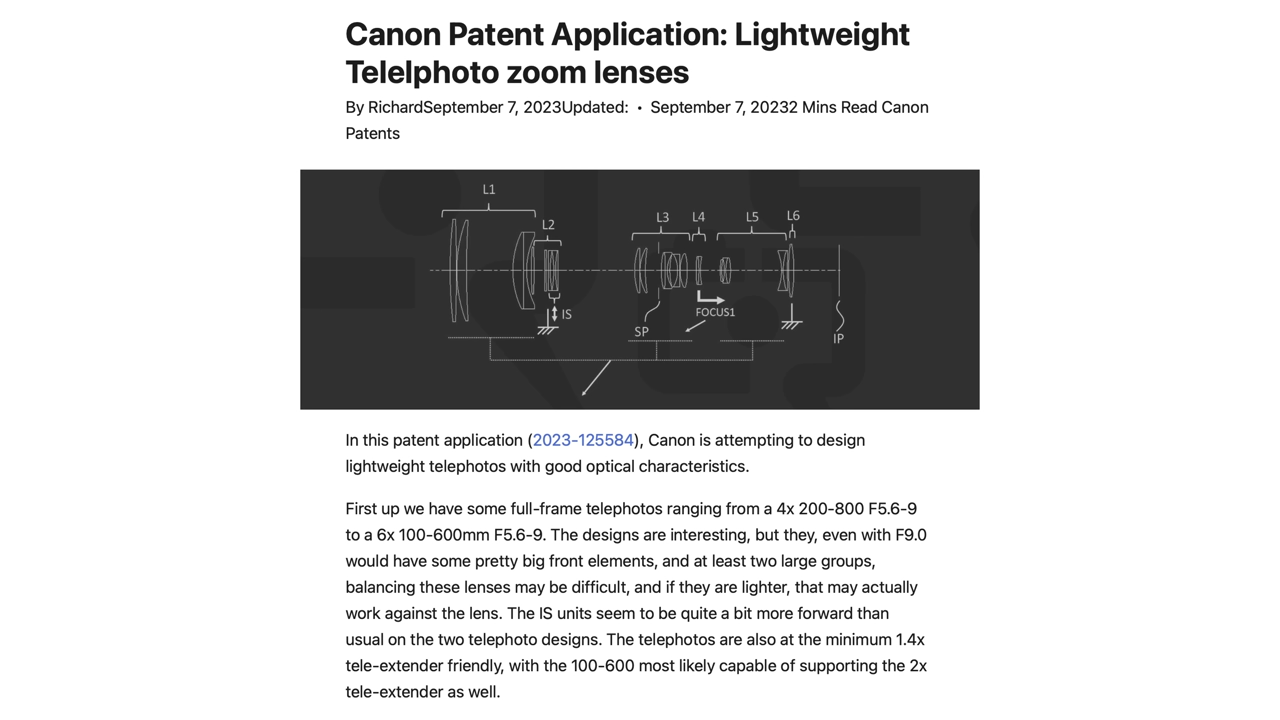 Canon Patent Application: Lightweight
Telelphoto zoom lenses
By RichardSeptember 7, 2023Updated: • September 7, 20232 Mins Read Canon
Patents
L1
L2
L3 L4 L5 L6
IS
SP
FOCUS1
IP
In this patent application (2023-125584), Canon is attempting to design
lightweight telephotos with good optical characteristics.
First up we have some full-frame telephotos ranging from a 4x 200-800 F5.6-9
to a 6x 100-600mm F5.6-9. The designs are interesting, but they, even with F9.0
would have some pretty big front elements, and at least two large groups,
balancing these lenses may be difficult, and if they are lighter, that may actually
work against the lens. The IS units seem to be quite a bit more forward than
usual on the two telephoto designs. The telephotos are also at the minimum 1.4x
tele-extender friendly, with the 100-600 most likely capable of supporting the 2x
tele-extender as well.